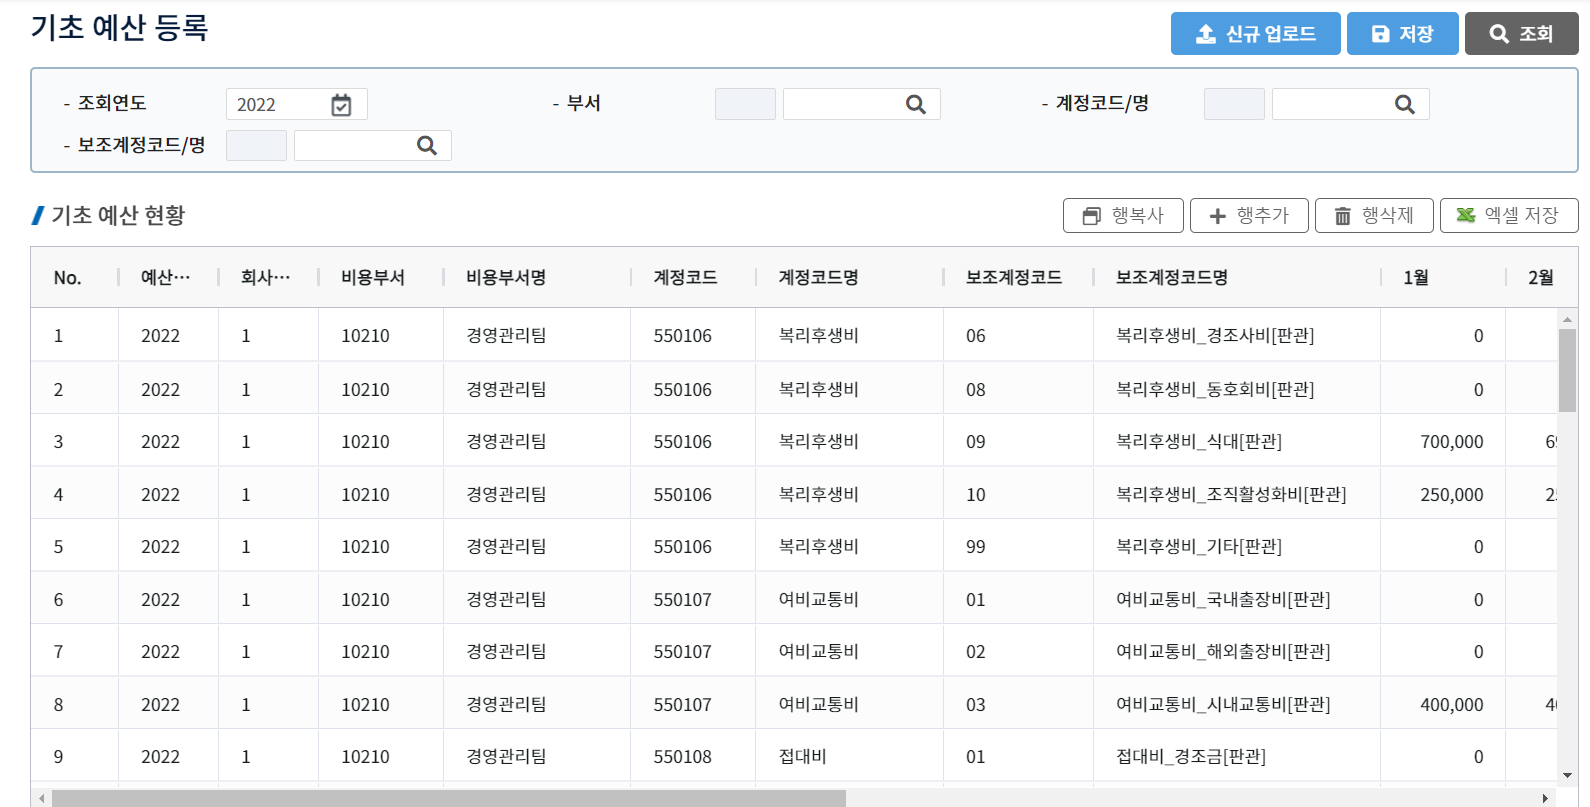 기초 예산 등록
신규 업로드 저장 조회
- 조회연도 2022 - 부서 - 계정코드/명
- 보조계정코드/명
기초 예산 현황
행복사 행추가 행삭제 엑셀 저장
No. 예산··· 회사··· 비용부서 비용부서명 계정코드 계정코드명 보조계정코드 보조계정코드명 1월 2월
1 2022 1 10210 경영관리팀 550106 복리후생비 06 복리후생비_경조사비[판관] 0
2 2022 1 10210 경영관리팀 550106 복리후생비 08 복리후생비_동호회비[판관] 0
3 2022 1 10210 경영관리팀 550106 복리후생비 09 복리후생비_식대[판관] 700,000
4 2022 1 10210 경영관리팀 550106 복리후생비 10 복리후생비_조직활성화비[판관] 250,000
5 2022 1 10210 경영관리팀 550106 복리후생비 99 복리후생비_기타[판관] 0
6 2022 1 10210 경영관리팀 550107 여비교통비 01 여비교통비_국내출장비[판관] 0
7 2022 1 10210 경영관리팀 550107 여비교통비 02 여비교통비_해외출장비[판관] 0
8 2022 1 10210 경영관리팀 550107 여비교통비 03 여비교통비_시내교통비[판관] 400,000
9 2022 1 10210 경영관리팀 550108 접대비 01 접대비_경조금[판관] 0